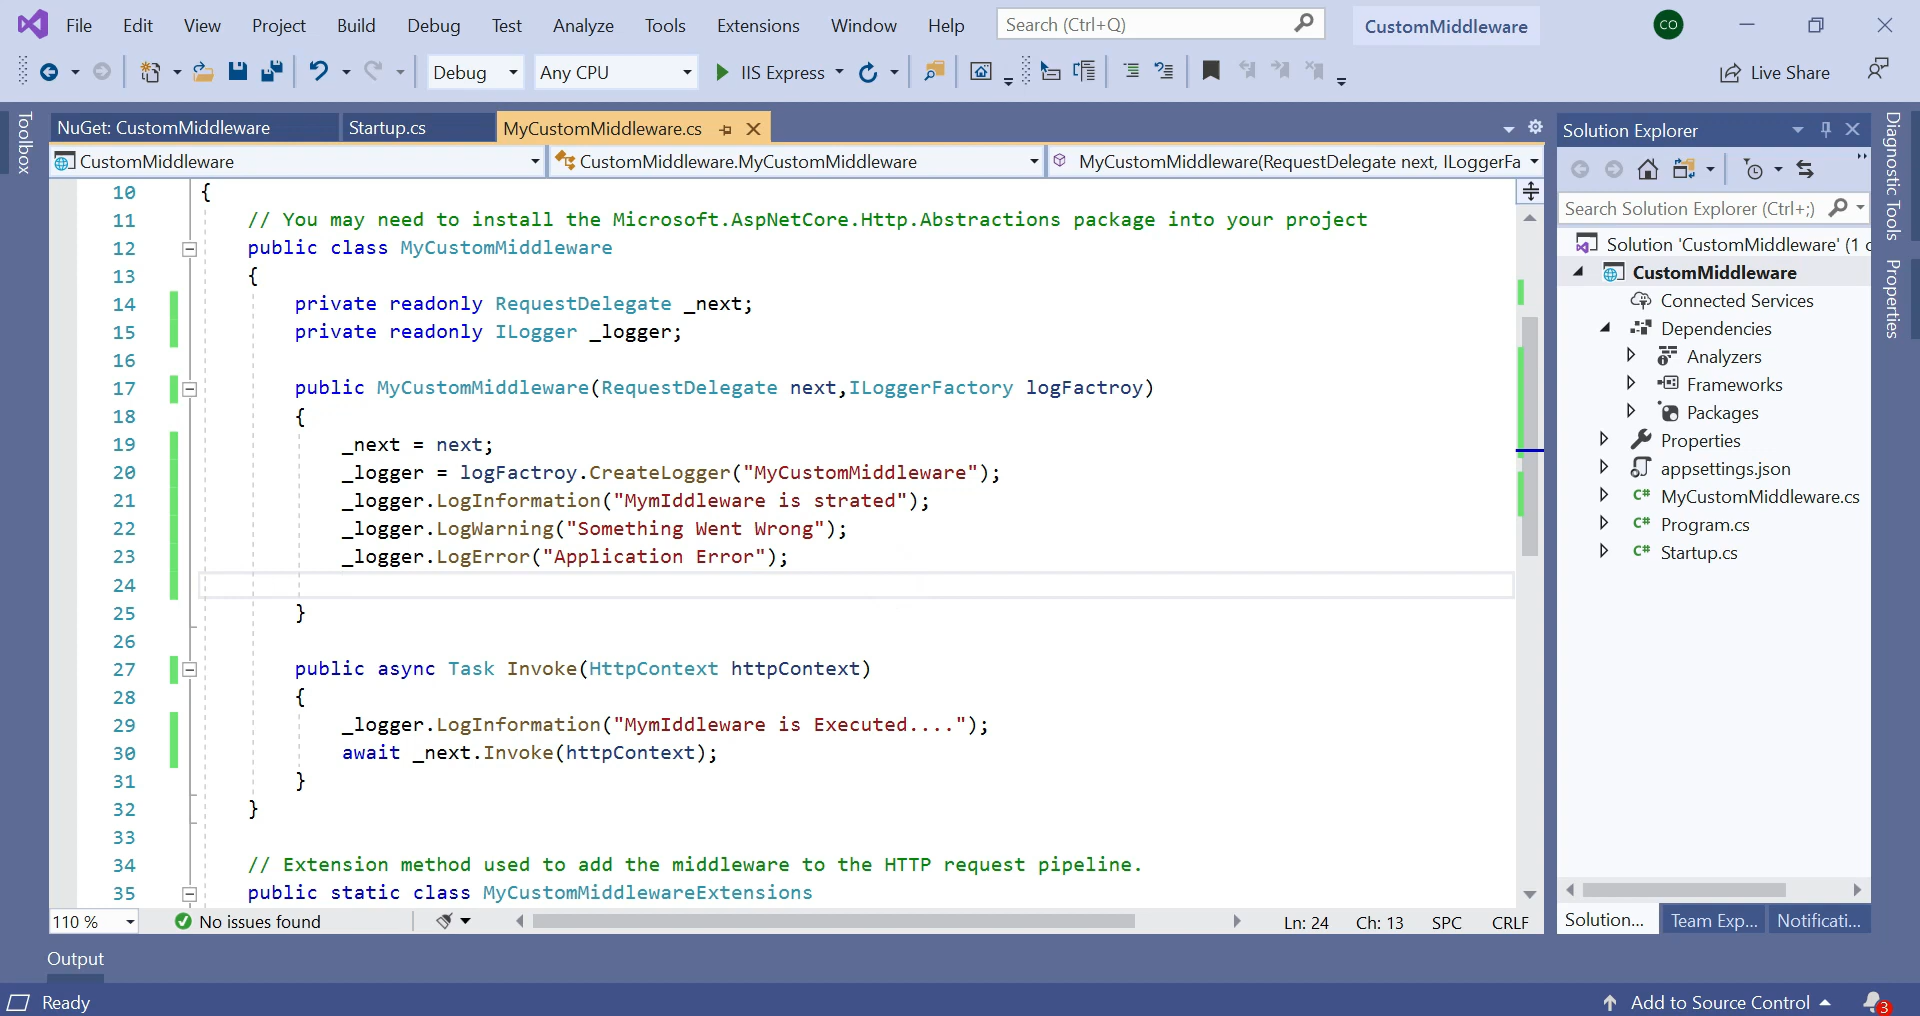 File Edit View Project Build Debug Test Analyze Tools Extensions Window Help Search (Ctrl+Q) CustomMiddleware CO
Debug Any CPU IIS Express Live Share
Toolbox
NuGet: CustomMiddleware Startup.cs MyCustomMiddleware.cs
CustomMiddleware CustomMiddleware.MyCustomMiddleware MyCustomMiddleware(RequestDelegate next, ILoggerFa
10 {
11 // You may need to install the Microsoft.AspNetCore.Http.Abstractions package into your project
12 public class MyCustomMiddleware
13 {
14 private readonly RequestDelegate _next;
15 private readonly ILogger _logger;
16
17 public MyCustomMiddleware(RequestDelegate next,ILoggerFactory logFactroy)
18 {
19 _next = next;
20 _logger = logFactroy.CreateLogger("MyCustomMiddleware");
21 _logger.LogInformation("MymIddleware is strated");
22 _logger.LogWarning("Something Went Wrong");
23 _logger.LogError("Application Error");
24
25 }
26
27 public async Task Invoke(HttpContext httpContext)
28 {
29 _logger.LogInformation("MymIddleware is Executed....");
30 await _next.Invoke(httpContext);
31 }
32 }
33
34 // Extension method used to add the middleware to the HTTP request pipeline.
35 public static class MyCustomMiddlewareExtensions
110 % No issues found Ln: 24 Ch: 13 SPC CRLF
Solution Explorer
Search Solution Explorer (Ctrl+;)
Solution 'CustomMiddleware' (1 c
CustomMiddleware
Connected Services
Dependencies
Analyzers
Frameworks
Packages
Properties
appsettings.json
C# MyCustomMiddleware.cs
C# Program.cs
C# Startup.cs
Solution... Team Exp... Notificati...
Diagnostic Tools
Properties
Output
Ready Add to Source Control 3